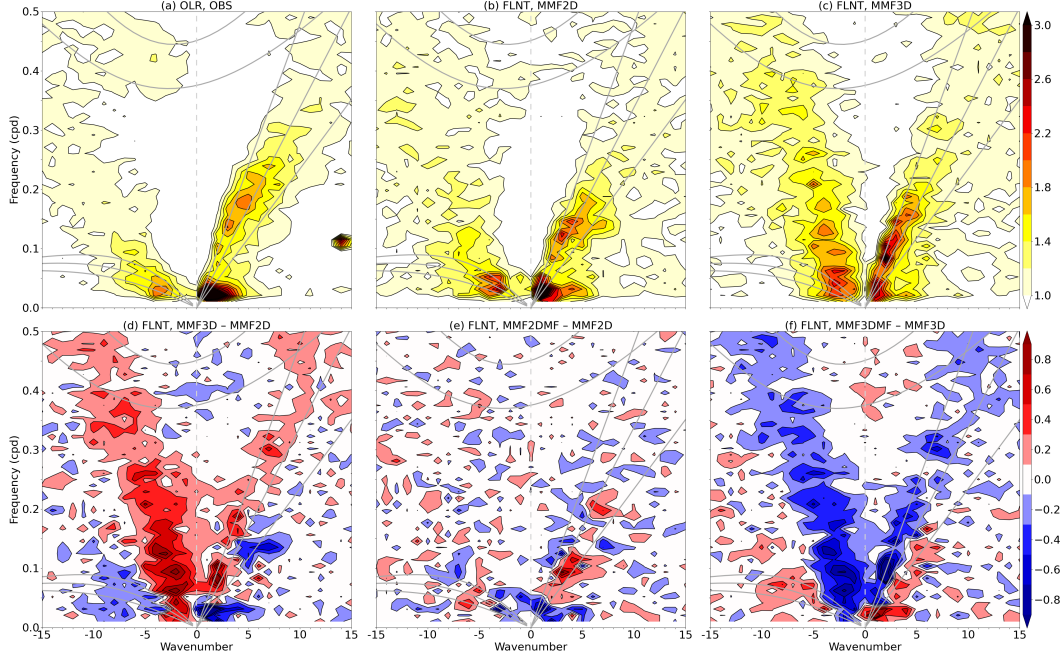 (a) OLR, OBS
(b) FLNT, MMF2D
(c) FLNT, MMF3D
0.5
0.4
0.3
0.2
0.1
0.0
Frequency (cpd)
3.0
2.6
2.2
1.8
1.4
1.0
(d) FLNT, MMF3D – MMF2D
(e) FLNT, MMF2DMF – MMF2D
(f) FLNT, MMF3DMF – MMF3D
0.5
0.4
0.3
0.2
0.1
0.0
Frequency (cpd)
0.8
0.6
0.4
0.2
0.0
−0.2
−0.4
−0.6
−0.8
-15 -10 -5 0 5 10 15
-15 -10 -5 0 5 10 15
-15 -10 -5 0 5 10 15
Wavenumber
Wavenumber
Wavenumber